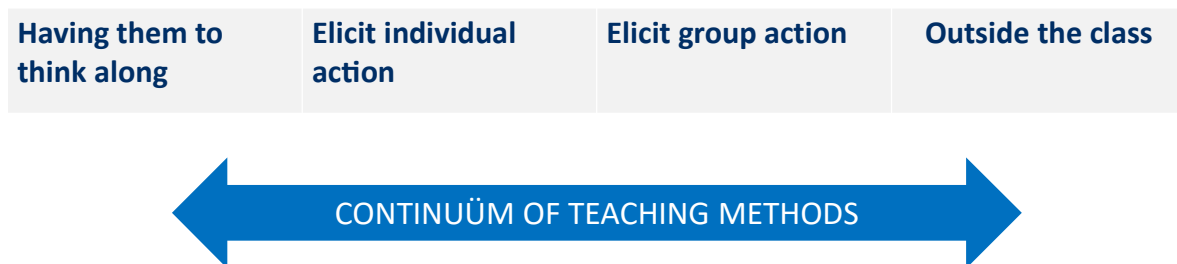 Having them to
think along
Elicit individual
action
Elicit group action
Outside the class
CONTINUÜM OF TEACHING METHODS